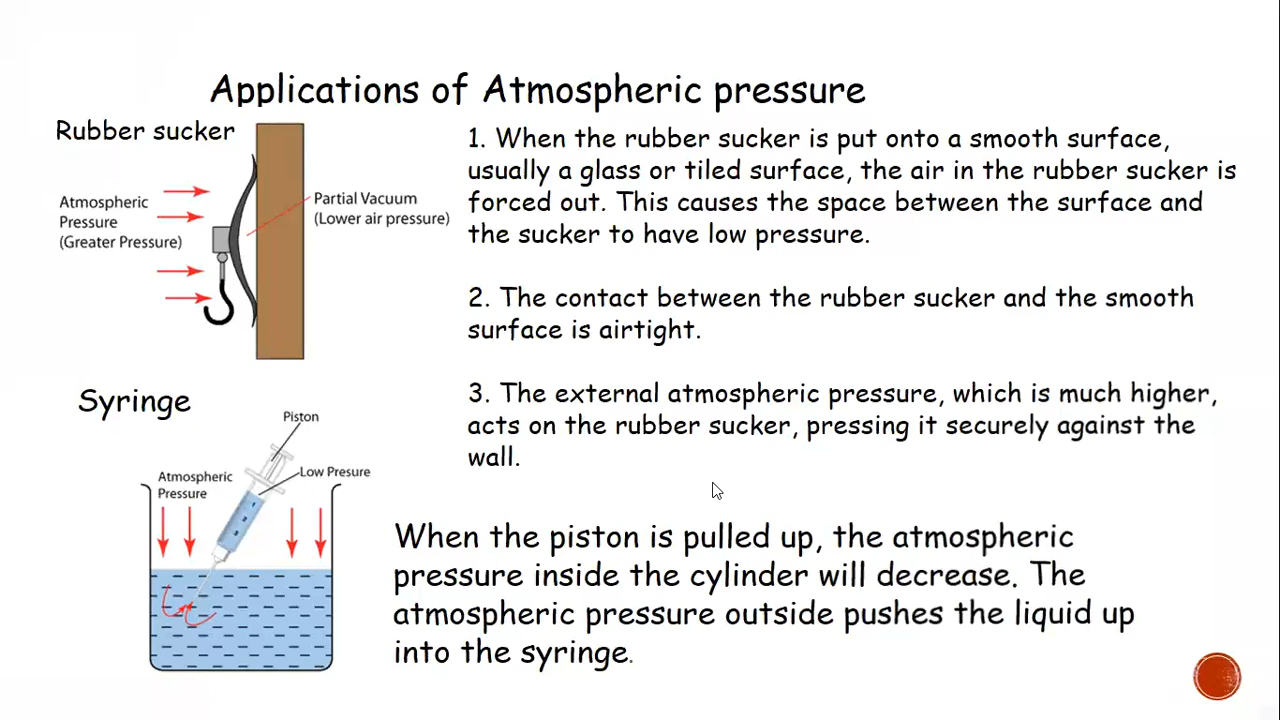 Applications of Atmospheric pressure
Rubber sucker
Atmospheric
Pressure
(Greater Pressure)
Partial Vacuum
(Lower air pressure)
1. When the rubber sucker is put onto a smooth surface,
usually a glass or tiled surface, the air in the rubber sucker is
forced out. This causes the space between the surface and
the sucker to have low pressure.
2. The contact between the rubber sucker and the smooth
surface is airtight.
3. The external atmospheric pressure, which is much higher,
acts on the rubber sucker, pressing it securely against the
wall.
Syringe
Piston
Low Presure
Atmospheric
Pressure
When the piston is pulled up, the atmospheric
pressure inside the cylinder will decrease. The
atmospheric pressure outside pushes the liquid up
into the syringe.